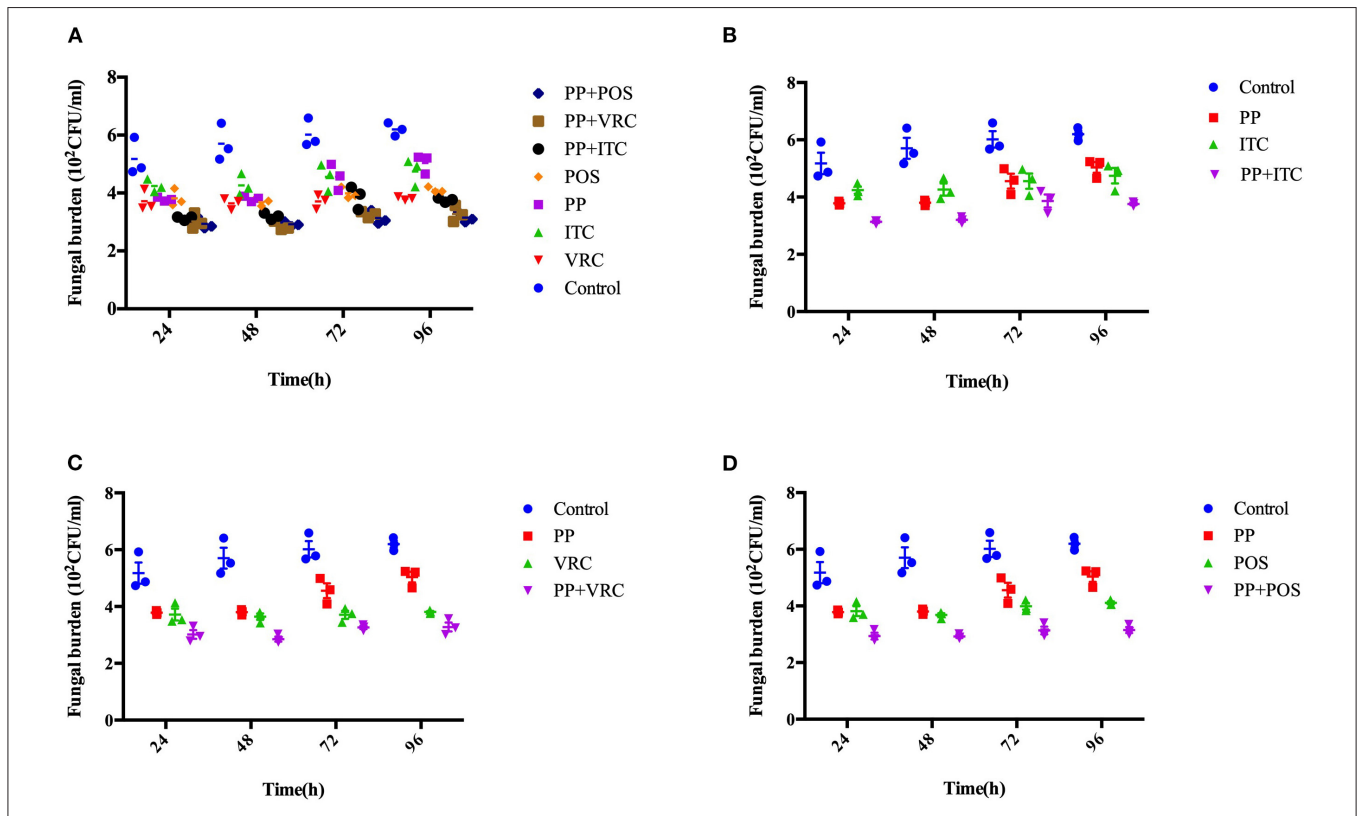 A
Fungal burden (10²CFU/ml)
8
6
4
2
0
24
48
72
96
Time(h)
PP+POS
PP+VRC
PP+ITC
POS
PP
ITC
VRC
Control
B
Fungal burden (10²CFU/ml)
8
6
4
2
0
24
48
72
96
Time(h)
Control
PP
ITC
PP+ITC
C
Fungal burden (10²CFU/ml)
8
6
4
2
0
24
48
72
96
Time(h)
Control
PP
VRC
PP+VRC
D
Fungal burden (10²CFU/ml)
8
6
4
2
0
24
48
72
96
Time(h)
Control
PP
POS
PP+POS